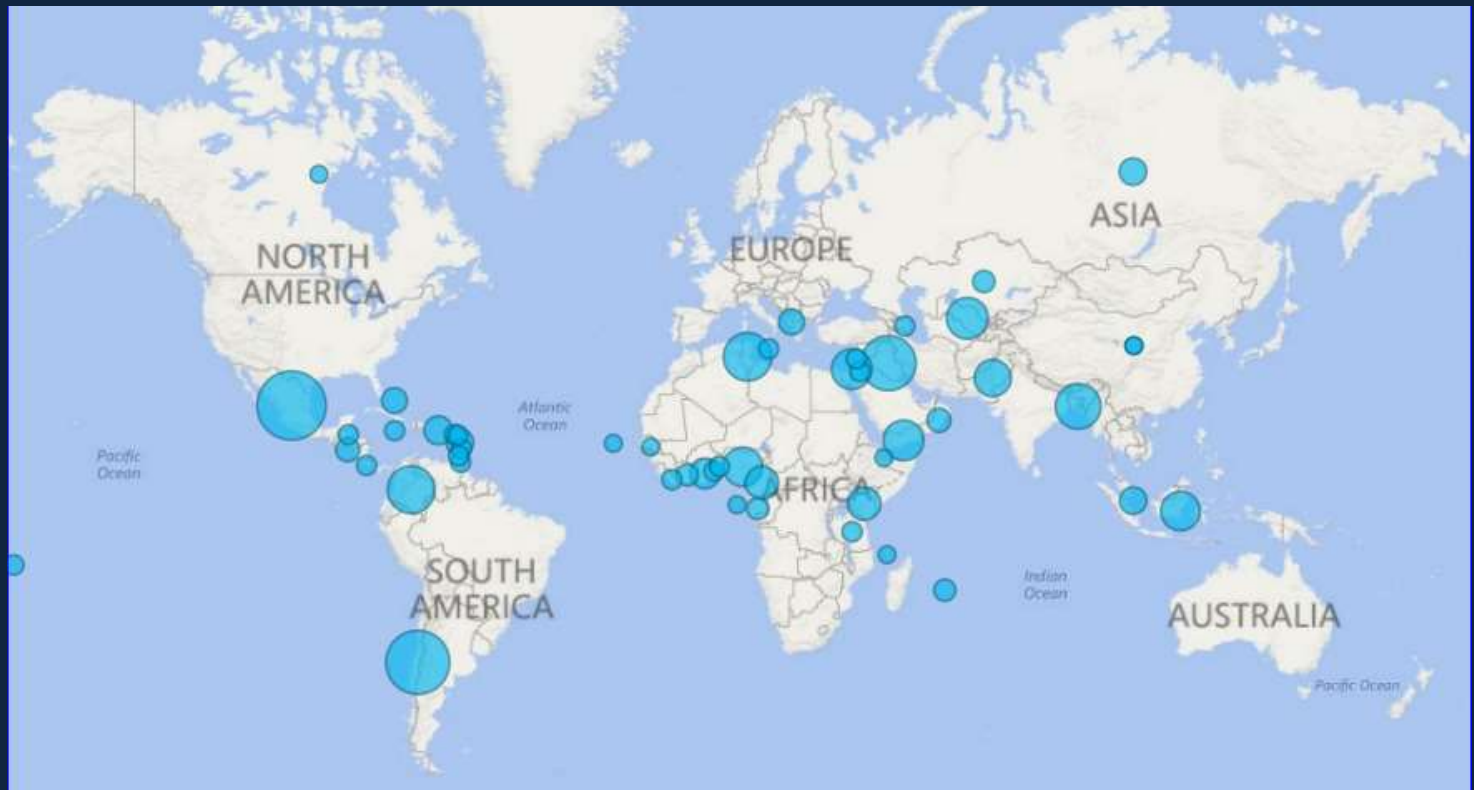 ASIA
NORTH
AMERICA
EUROPE
Atlantic
Ocean
Pacific
Ocean
AFRICA
SOUTH
AMERICA
Indian
Ocean
AUSTRALIA
Pacific Ocean